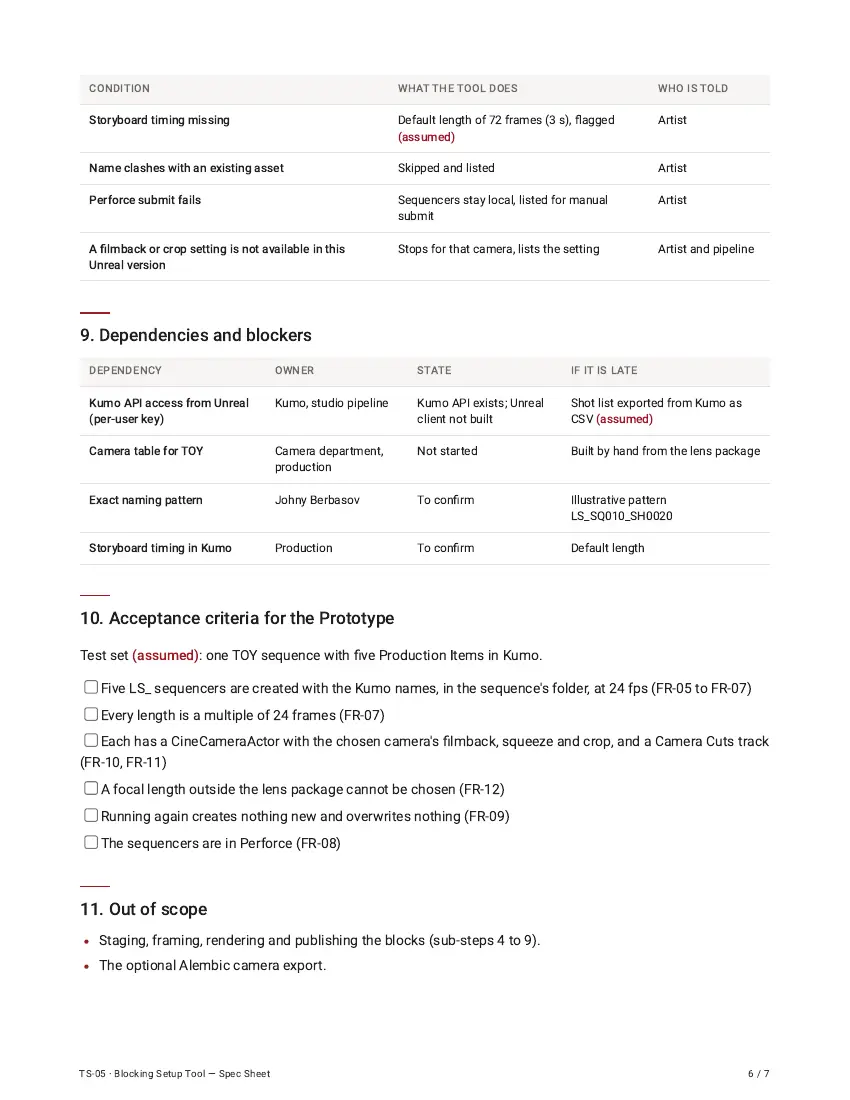 CONDITION WHAT THE TOOL DOES WHO IS TOLD
Storyboard timing missing Default length of 72 frames (3 s), flagged Artist
(assumed)
Name clashes with an existing asset Skipped and listed Artist
Perforce submit fails Sequencers stay local, listed for manual Artist
submit
A filmback or crop setting is not available in this Stops for that camera, lists the setting Artist and pipeline
Unreal version
9. Dependencies and blockers
DEPENDENCY OWNER STATE IF IT IS LATE
Kumo API access from Unreal Kumo, studio pipeline Kumo API exists; Unreal Shot list exported from Kumo as
(per-user key) client not built CSV (assumed)
Camera table for TOY Camera department, Not started Built by hand from the lens package
production
Exact naming pattern Johny Berbasov To confirm Illustrative pattern
LS_SQ010_SH0020
Storyboard timing in Kumo Production To confirm Default length
10. Acceptance criteria for the Prototype
Test set (assumed): one TOY sequence with five Production Items in Kumo.
Five LS_ sequencers are created with the Kumo names, in the sequence's folder, at 24 fps (FR-05 to FR-07)
Every length is a multiple of 24 frames (FR-07)
Each has a CineCameraActor with the chosen camera's filmback, squeeze and crop, and a Camera Cuts track
(FR-10, FR-11)
A focal length outside the lens package cannot be chosen (FR-12)
Running again creates nothing new and overwrites nothing (FR-09)
The sequencers are in Perforce (FR-08)
11. Out of scope
• Staging, framing, rendering and publishing the blocks (sub-steps 4 to 9).
• The optional Alembic camera export.
TS-05 · Blocking Setup Tool — Spec Sheet 6 / 7